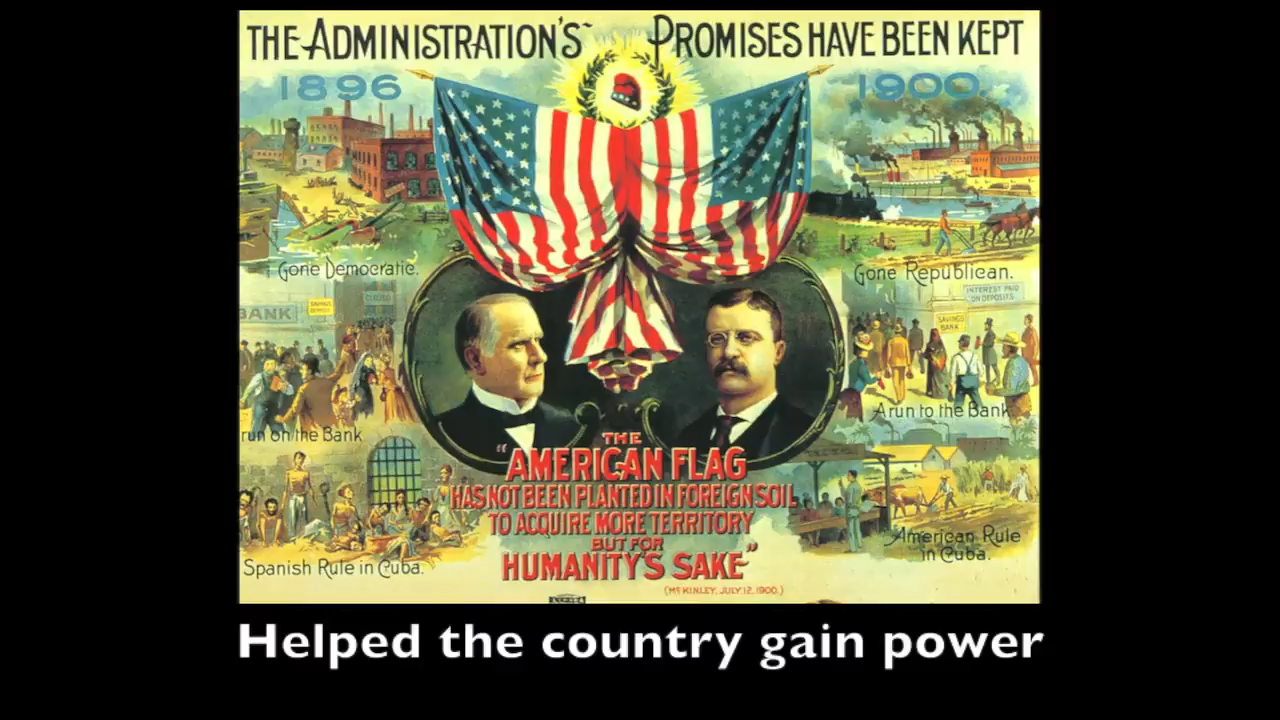 THE ADMINISTRATION'S PROMISES HAVE BEEN KEPT
1896
1900.
Gone Democratic.
Gone Republican.
BANK
SAVINGS
CLOSED
INTEREST PAID
ON DEPOSITS
SAVINGS
BANK
run on the Bank
A run to the Bank
THE
"AMERICAN FLAG
HAS NOT BEEN PLANTED IN FOREIGN SOIL
TO ACQUIRE MORE TERRITORY
BUT FOR
HUMANITY'S SAKE"
(MCKINLEY, JULY 12, 1900.)
Spanish Rule in Cuba.
American Rule
in Cuba.
Helped the country gain power